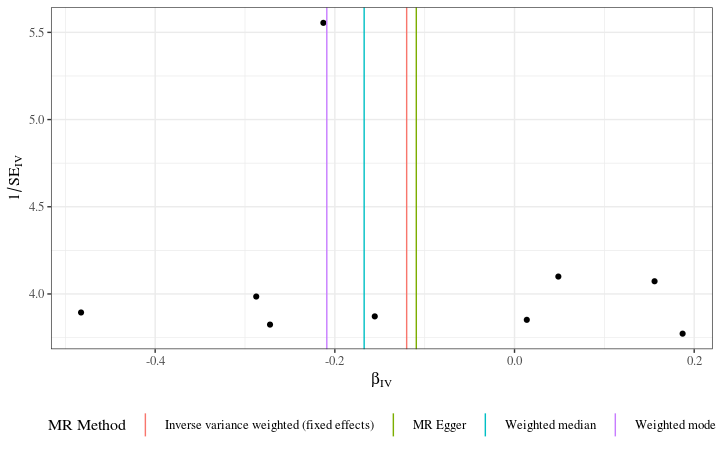 5.5
5.0
4.5
4.0
1/SE_IV
-0.4 -0.2 0.0 0.2
β_IV
MR Method Inverse variance weighted (fixed effects) MR Egger Weighted median Weighted mode